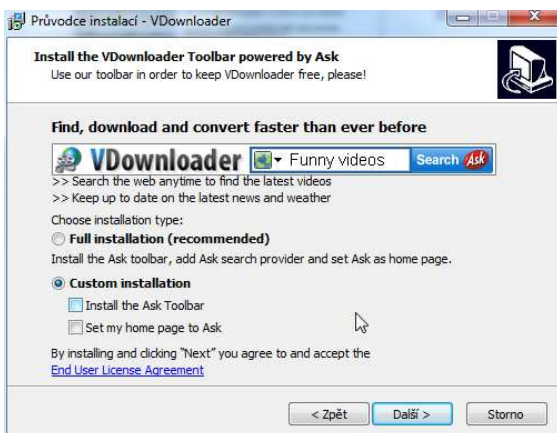 Průvodce instalací - VDownloader
Install the VDownloader Toolbar powered by Ask
Use our toolbar in order to keep VDownloader free, please!
Find, download and convert faster than ever before
VDownloader Funny videos Search Ask
>> Search the web anytime to find the latest videos
>> Keep up to date on the latest news and weather
Choose installation type:
Full installation (recommended)
Install the Ask toolbar, add Ask search provider and set Ask as home page.
Custom installation
Install the Ask Toolbar
Set my home page to Ask
By installing and clicking "Next" you agree to and accept the
End User License Agreement
< Zpět Další > Storno